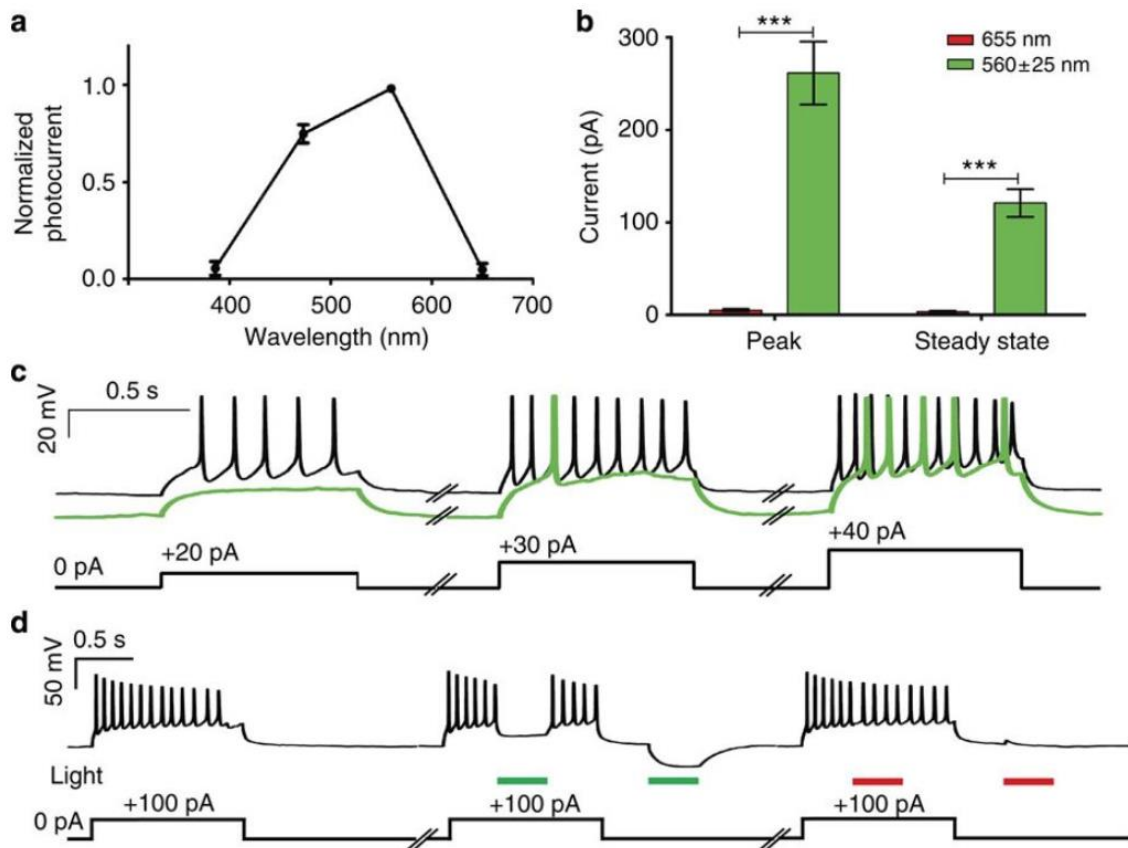 a
Normalized
photocurrent
1.0
0.5
0.0
400 500 600 700
Wavelength (nm)
b
Current (pA)
300
200
100
0
***
***
655 nm
560±25 nm
Peak Steady state
c
0.5 s
20 mV
0 pA +20 pA +30 pA +40 pA
d
0.5 s
50 mV
Light
0 pA +100 pA +100 pA +100 pA